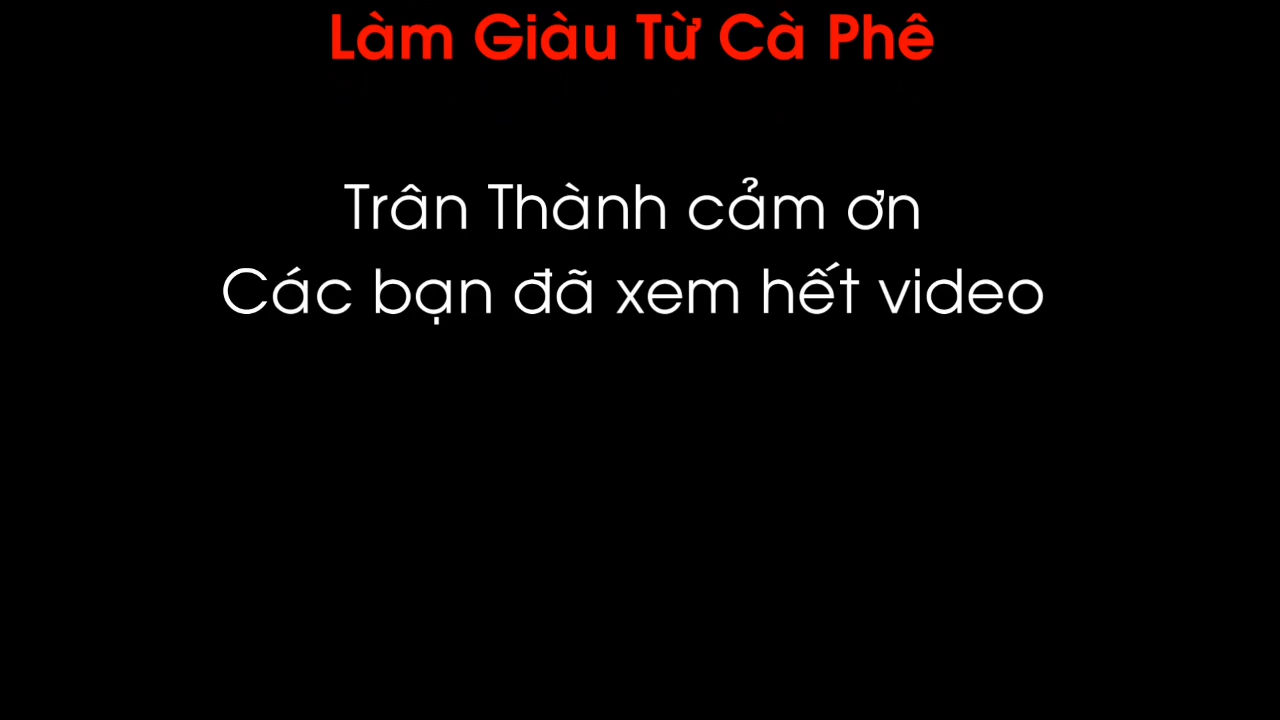 Làm Giàu Từ Cà Phê
Trân Thành cảm ơn
Các bạn đã xem hết video